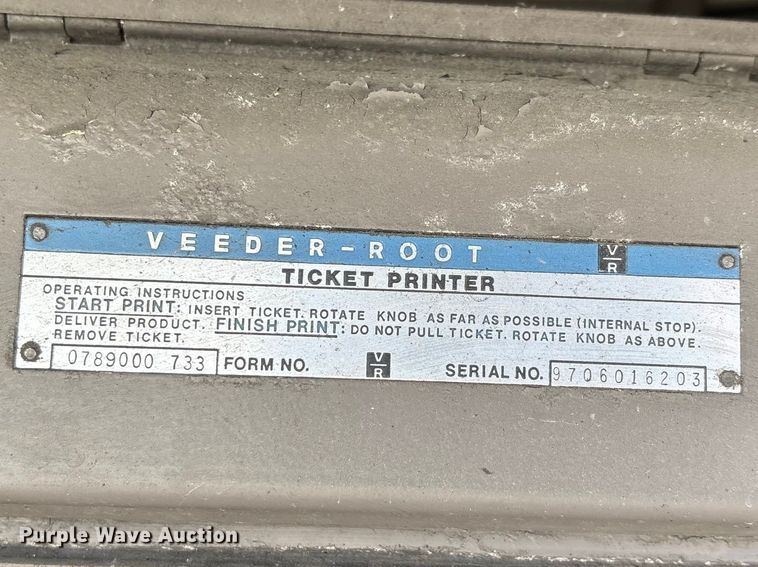 VEEDER-ROOT V/R
TICKET PRINTER
OPERATING INSTRUCTIONS
START PRINT: INSERT TICKET. ROTATE KNOB AS FAR AS POSSIBLE (INTERNAL STOP).
DELIVER PRODUCT. FINISH PRINT: DO NOT PULL TICKET. ROTATE KNOB AS ABOVE.
REMOVE TICKET.
0789000 733 FORM NO. V/R SERIAL NO. 9706016203
Purple Wave Auction